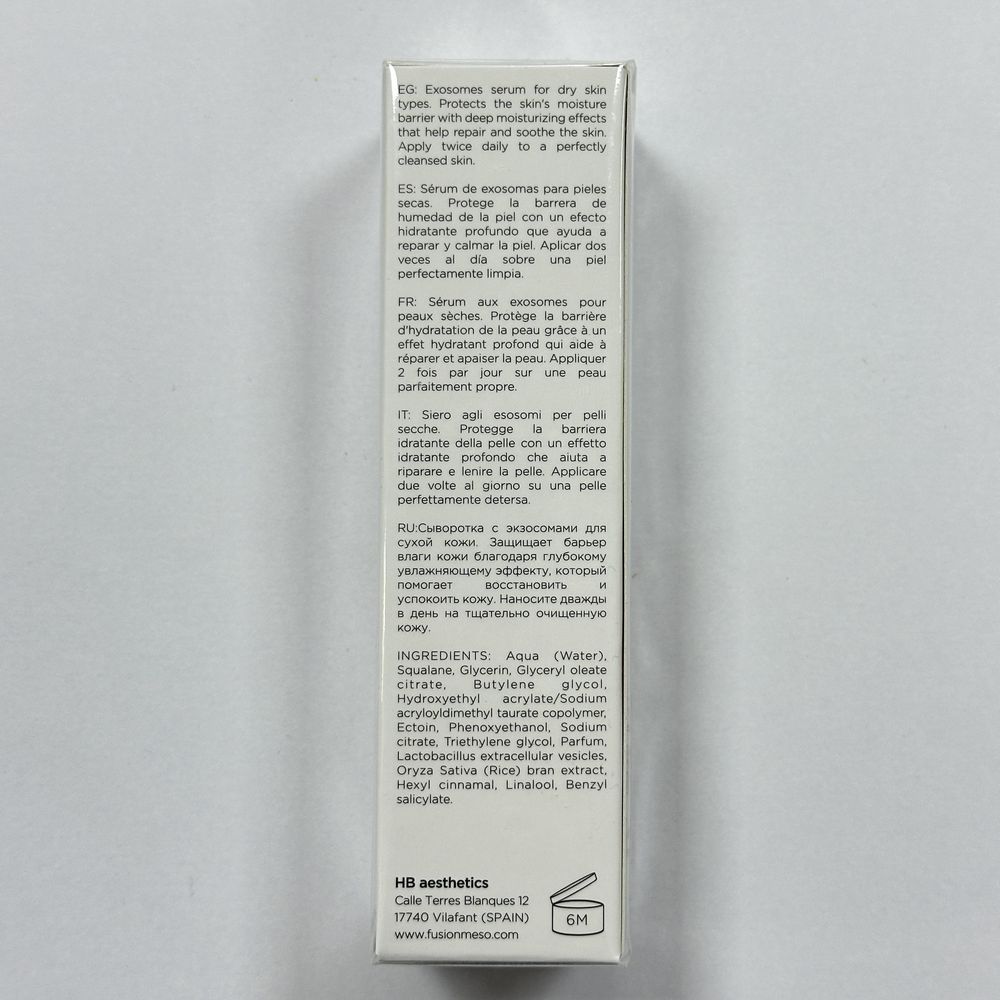 EG: Exosomes serum for dry skin
types. Protects the skin's moisture
barrier with deep moisturizing effects
that help repair and soothe the skin.
Apply twice daily to a perfectly
cleansed skin.
ES: Sérum de exosomas para pieles
secas. Protege la barrera de
humedad de la piel con un efecto
hidratante profundo que ayuda a
reparar y calmar la piel. Aplicar dos
veces al día sobre una piel
perfectamente limpia.
FR: Sérum aux exosomes pour
peaux sèches. Protège la barrière
d'hydratation de la peau grâce à un
effet hydratant profond qui aide à
réparer et apaiser la peau. Appliquer
2 fois par jour sur une peau
parfaitement propre.
IT: Siero agli esosomi per pelli
secche. Protegge la barriera
idratante della pelle con un effetto
idratante profondo che aiuta a
riparare e lenire la pelle. Applicare
due volte al giorno su una pelle
perfettamente detersa.
RU:Сыворотка с экзосомами для
сухой кожи. Защищает барьер
влаги кожи благодаря глубокому
увлажняющему эффекту, который
помогает восстановить и
успокоить кожу. Наносите дважды
в день на тщательно очищенную
кожу.
INGREDIENTS: Aqua (Water),
Squalane, Glycerin, Glyceryl oleate
citrate, Butylene glycol,
Hydroxyethyl acrylate/Sodium
acryloyldimethyl taurate copolymer,
Ectoin, Phenoxyethanol, Sodium
citrate, Triethylene glycol, Parfum,
Lactobacillus extracellular vesicles,
Oryza Sativa (Rice) bran extract,
Hexyl cinnamal, Linalool, Benzyl
salicylate.
HB aesthetics
Calle Terres Blanques 12
17740 Vilafant (SPAIN)
www.fusionmeso.com
6M